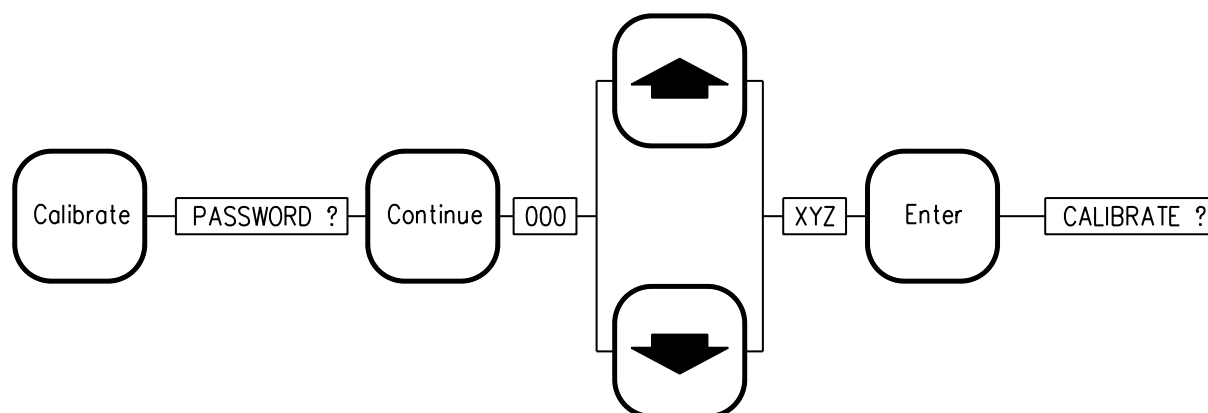 Calibrate
PASSWORD ?
Continue
000
XYZ
Enter
CALIBRATE ?